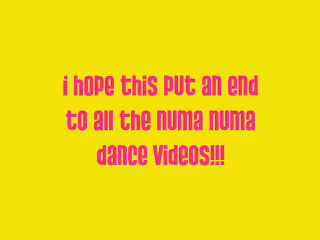 i hope this put an end
to all the numa numa
dance videos!!!